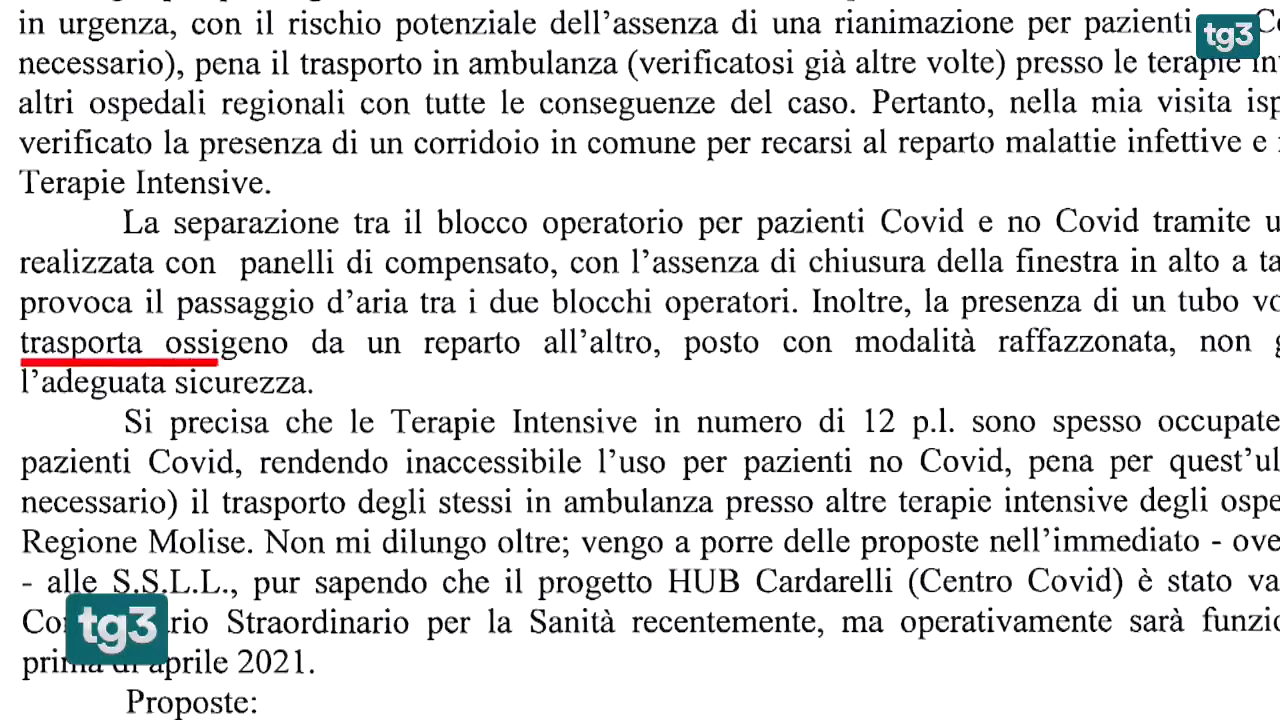 in urgenza, con il rischio potenziale dell'assenza di una rianimazione per pazienti
tg3
necessario), pena il trasporto in ambulanza (verificatosi già altre volte) presso le terapie
altri ospedali regionali con tutte le conseguenze del caso. Pertanto, nella mia visita
verificato la presenza di un corridoio in comune per recarsi al reparto malattie infettive e
Terapie Intensive.
La separazione tra il blocco operatorio per pazienti Covid e no Covid tramite
realizzata con panelli di compensato, con l'assenza di chiusura della finestra in alto a
provoca il passaggio d'aria tra i due blocchi operatori. Inoltre, la presenza di un tubo
trasporta ossigeno da un reparto all'altro, posto con modalità raffazzonata, non
l'adeguata sicurezza.
Si precisa che le Terapie Intensive in numero di 12 p.l. sono spesso occupate
pazienti Covid, rendendo inaccessibile l'uso per pazienti no Covid, pena per
necessario) il trasporto degli stessi in ambulanza presso altre terapie intensive degli
Regione Molise. Non mi dilungo oltre; vengo a porre delle proposte nell'immediato -
- alle S.S.L.L., pur sapendo che il progetto HUB Cardarelli (Centro Covid) è stato
Straordinario per la Sanità recentemente, ma operativamente sarà
tg3
aprile 2021.
Proposte: